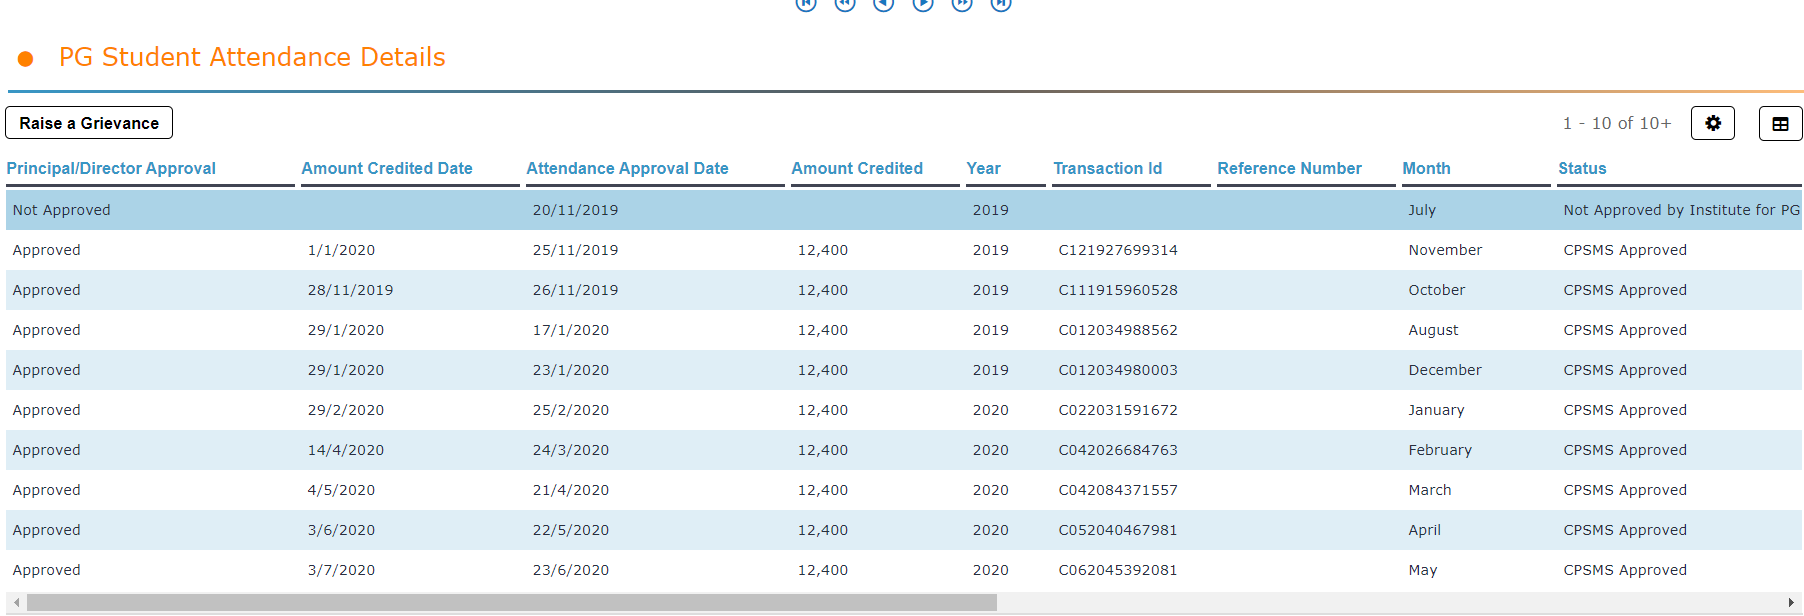 PG Student Attendance Details
Raise a Grievance 1 - 10 of 10+
Principal/Director Approval Amount Credited Date Attendance Approval Date Amount Credited Year Transaction Id Reference Number Month Status
Not Approved 20/11/2019 2019 July Not Approved by Institute for PG
Approved 1/1/2020 25/11/2019 12,400 2019 C121927699314 November CPSMS Approved
Approved 28/11/2019 26/11/2019 12,400 2019 C111915960528 October CPSMS Approved
Approved 29/1/2020 17/1/2020 12,400 2019 C012034988562 August CPSMS Approved
Approved 29/1/2020 23/1/2020 12,400 2019 C012034980003 December CPSMS Approved
Approved 29/2/2020 25/2/2020 12,400 2020 C022031591672 January CPSMS Approved
Approved 14/4/2020 24/3/2020 12,400 2020 C042026684763 February CPSMS Approved
Approved 4/5/2020 21/4/2020 12,400 2020 C042084371557 March CPSMS Approved
Approved 3/6/2020 22/5/2020 12,400 2020 C052040467981 April CPSMS Approved
Approved 3/7/2020 23/6/2020 12,400 2020 C062045392081 May CPSMS Approved